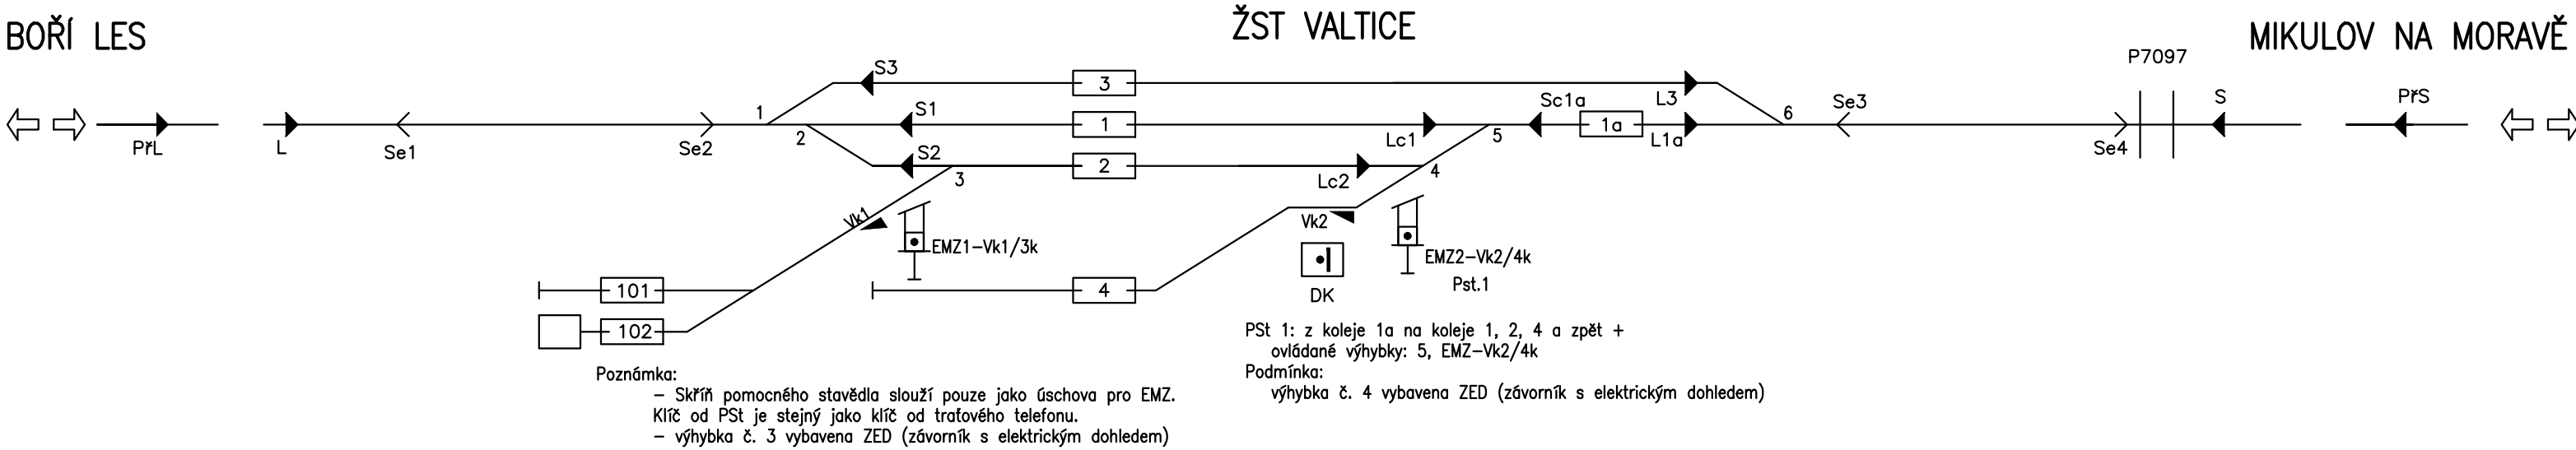 BOŘÍ LES
ŽST VALTICE
MIKULOV NA MORAVĚ
P7097
S3
3
L3
Sc1a
Se3
S
PřS
1
S1
1
1a
6
PřL
L
Se1
Se2
2
S2
Lc1
5
L1a
Se4
2
3
Lc2
4
Vk1
Vk2
EMZ1-Vk1/3k
EMZ2-Vk2/4k
Pst.1
101
4
DK
102
PSt 1: z koleje 1a na koleje 1, 2, 4 a zpět +
ovládané výhybky: 5, EMZ-Vk2/4k
Podmínka:
výhybka č. 4 vybavena ZED (závorník s elektrickým dohledem)
Poznámka:
- Skříň pomocného stavědla slouží pouze jako úschova pro EMZ.
Klíč od PSt je stejný jako klíč od traťového telefonu.
- výhybka č. 3 vybavena ZED (závorník s elektrickým dohledem)